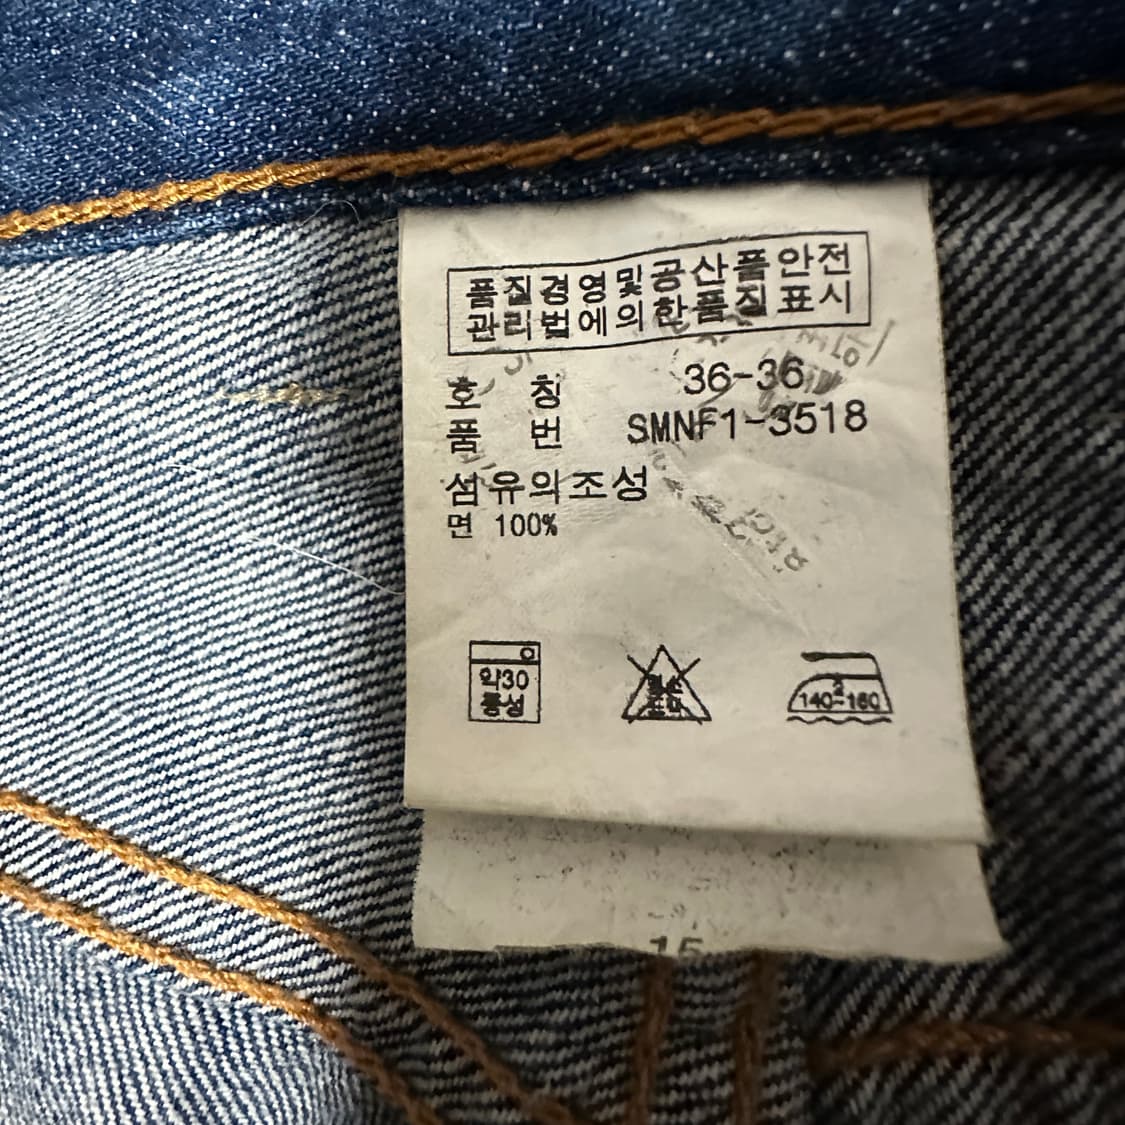 품질경영및공산품안전
관리법에의한품질표시
호 칭 36-36
품 번 SMNF1-3518
섬유의조성
면 100%
약30
중성
140~160
15